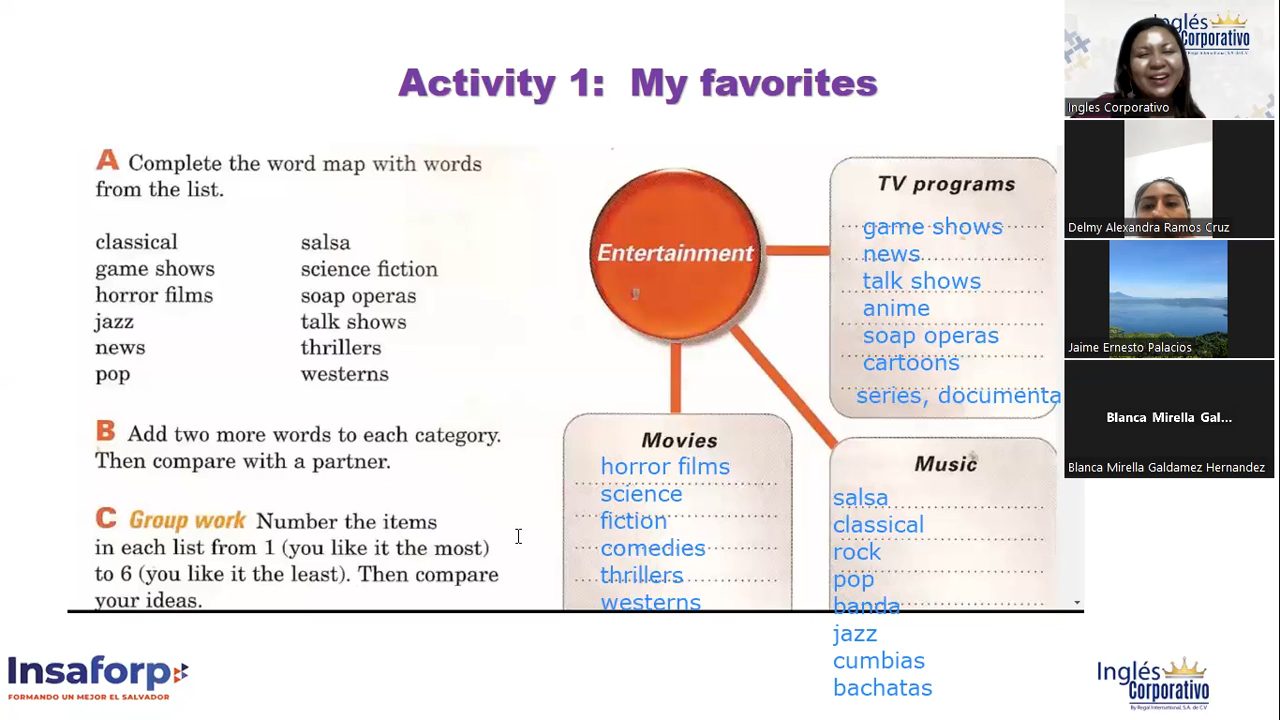 Activity 1: My favorites
A Complete the word map with words
from the list.
classical
game shows
horror films
jazz
news
pop
salsa
science fiction
soap operas
talk shows
thrillers
westerns
B Add two more words to each category.
Then compare with a partner.
C Group work Number the items
in each list from 1 (you like it the most)
to 6 (you like it the least). Then compare
your ideas.
Entertainment
TV programs
game shows
news
talk shows
anime
soap operas
cartoons
series, documenta
Movies
horror films
science
fiction
comedies
thrillers
westerns
Music
salsa
classical
rock
pop
banda
jazz
cumbias
bachatas
Inglés
Corporativo
Ingles Corporativo
Delmy Alexandra Ramos Cruz
Jaime Ernesto Palacios
Blanca Mirella Gal...
Blanca Mirella Galdamez Hernandez
Insaforp
FORMANDO UN MEJOR EL SALVADOR
Inglés
Corporativo
By Regal International, S.A. de C.V